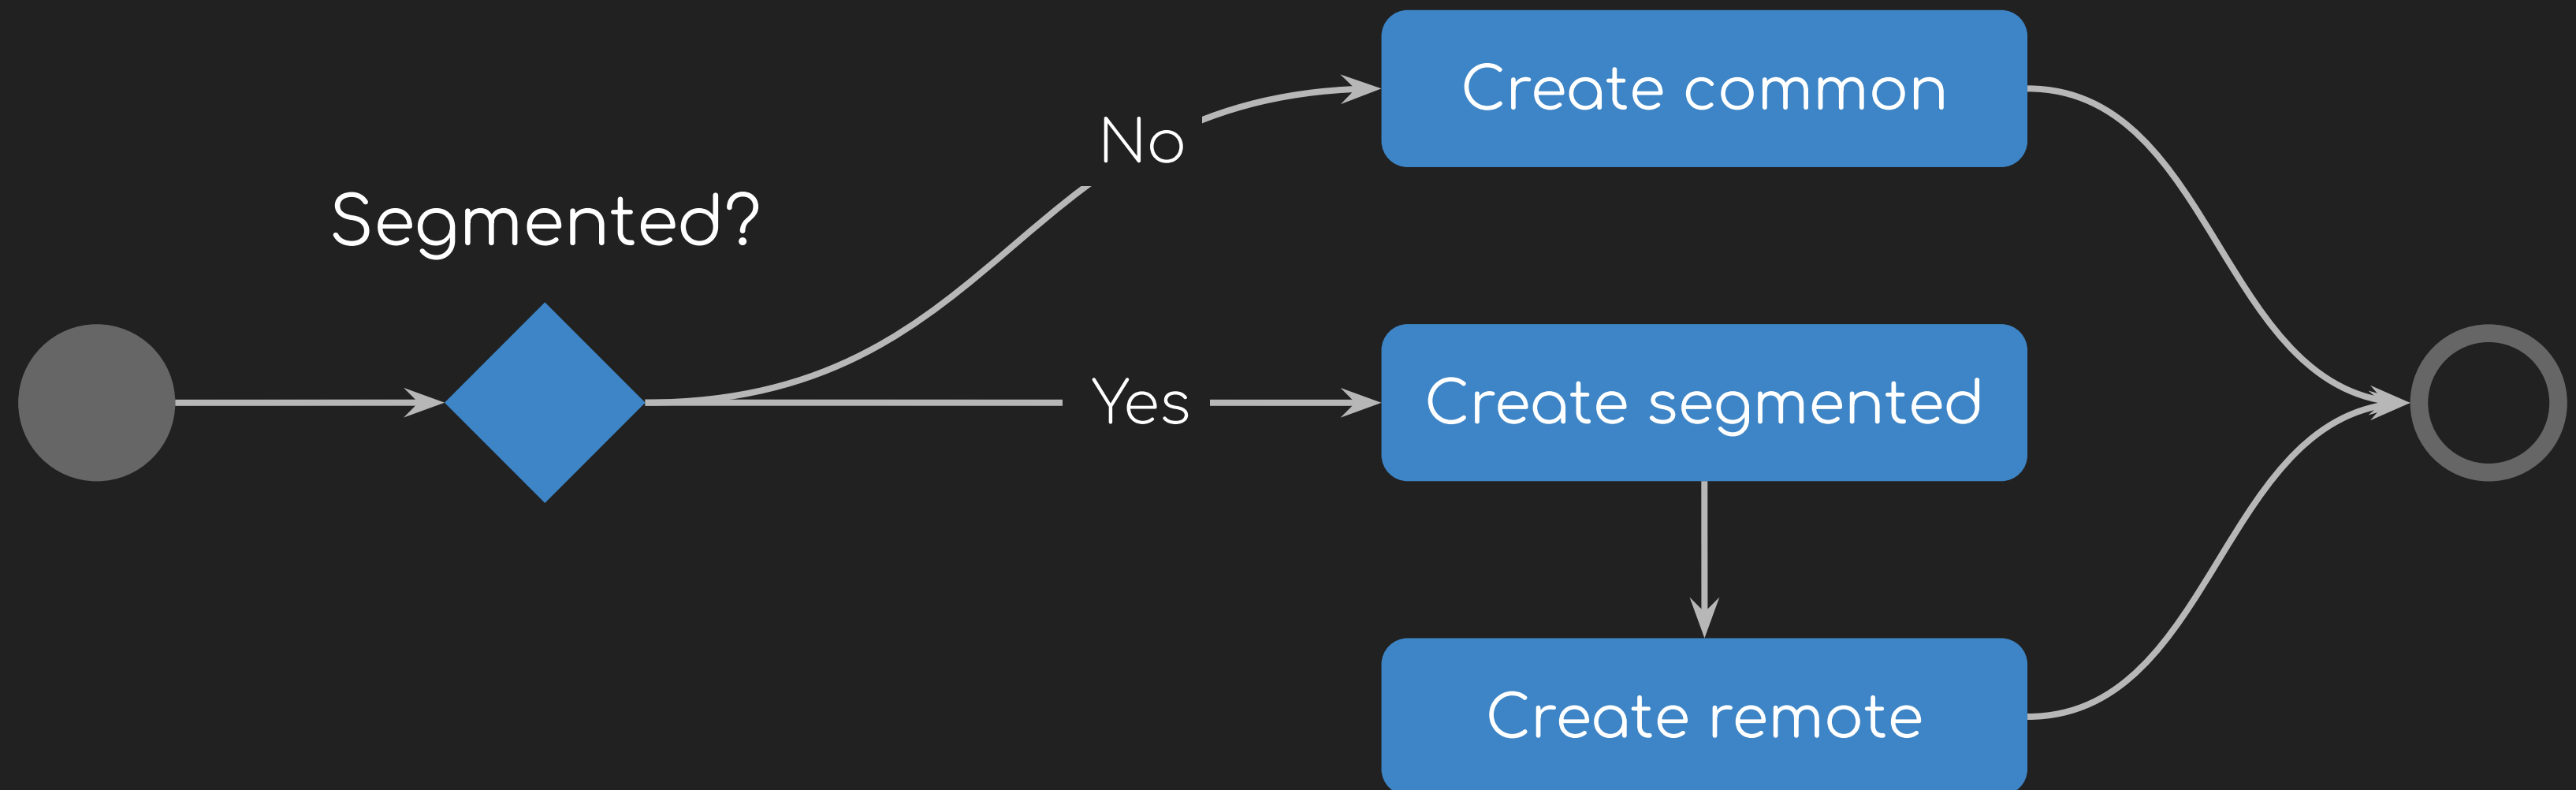 Segmented?
No
Create common
Yes
Create segmented
Create remote